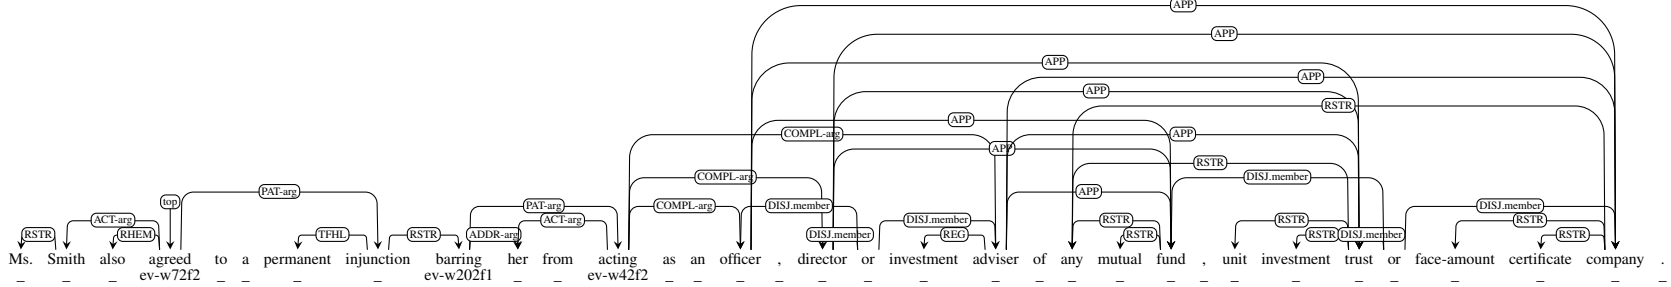 APP
APP
APP
APP
APP
RSTR
APP
COMPL-arg APP
APP
RSTR
COMPL-arg DISJ.member
PAT-arg APP
top
PAT-arg COMPL-arg DISJ.member DISJ.member
ACT-arg ACT-arg DISJ.member RSTR RSTR RSTR
RSTR RHEM TFHL RSTR ADDR-arg DISJ.member REG RSTR RSTR DISJ.member RSTR
Ms. Smith also agreed to a permanent injunction barring her from acting as an officer , director or investment adviser of any mutual fund , unit investment trust or face-amount certificate company .
ev-w72f2 ev-w202f1 ev-w42f2
_ _ _ _ _ _ _ _ _ _ _ _ _ _ _ _ _ _ _ _ _ _ _ _ _ _ _ _ _ _